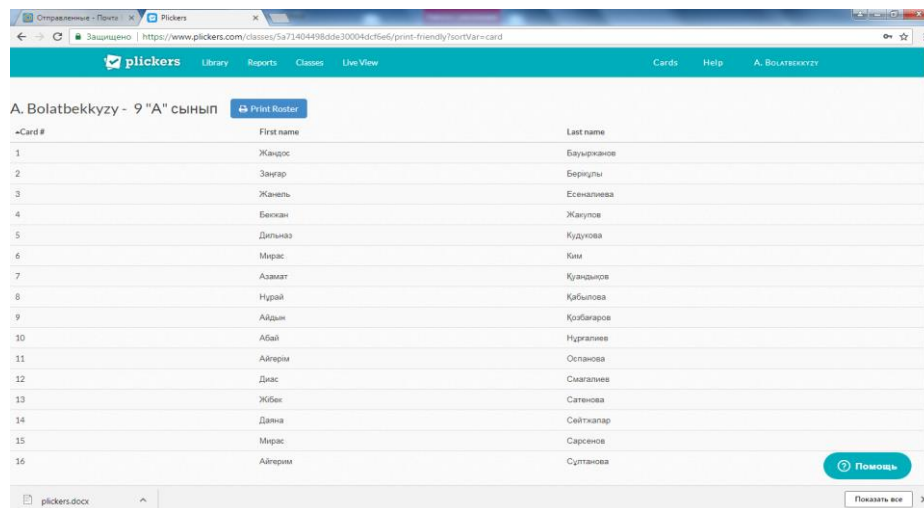 Отправленные - Почта
Plickers
Защищено | https://www.plickers.com/classes/5a71404498dde30004dcf6e6/print-friendly?sortVar=card
plickers Library Reports Classes Live View Cards Help A. BOLATBEKKYZY
A. Bolatbekkyzy - 9 "А" сынып Print Roster
Card # First name Last name
1 Жандос Бауыржанов
2 Заңғар Берікұлы
3 Жанель Есеналиева
4 Бекжан Жакупов
5 Дильназ Кудукова
6 Мирас Ким
7 Азамат Қуандықов
8 Нұрай Қабылова
9 Айдын Қозбағаров
10 Абай Нұрғалиев
11 Айгерім Оспанова
12 Диас Смагалиев
13 Жібек Сатенова
14 Даяна Сейтжапар
15 Мирас Сарсенов
16 Айгерим Сұлтанова
Помощь
plickers.docx Показать все